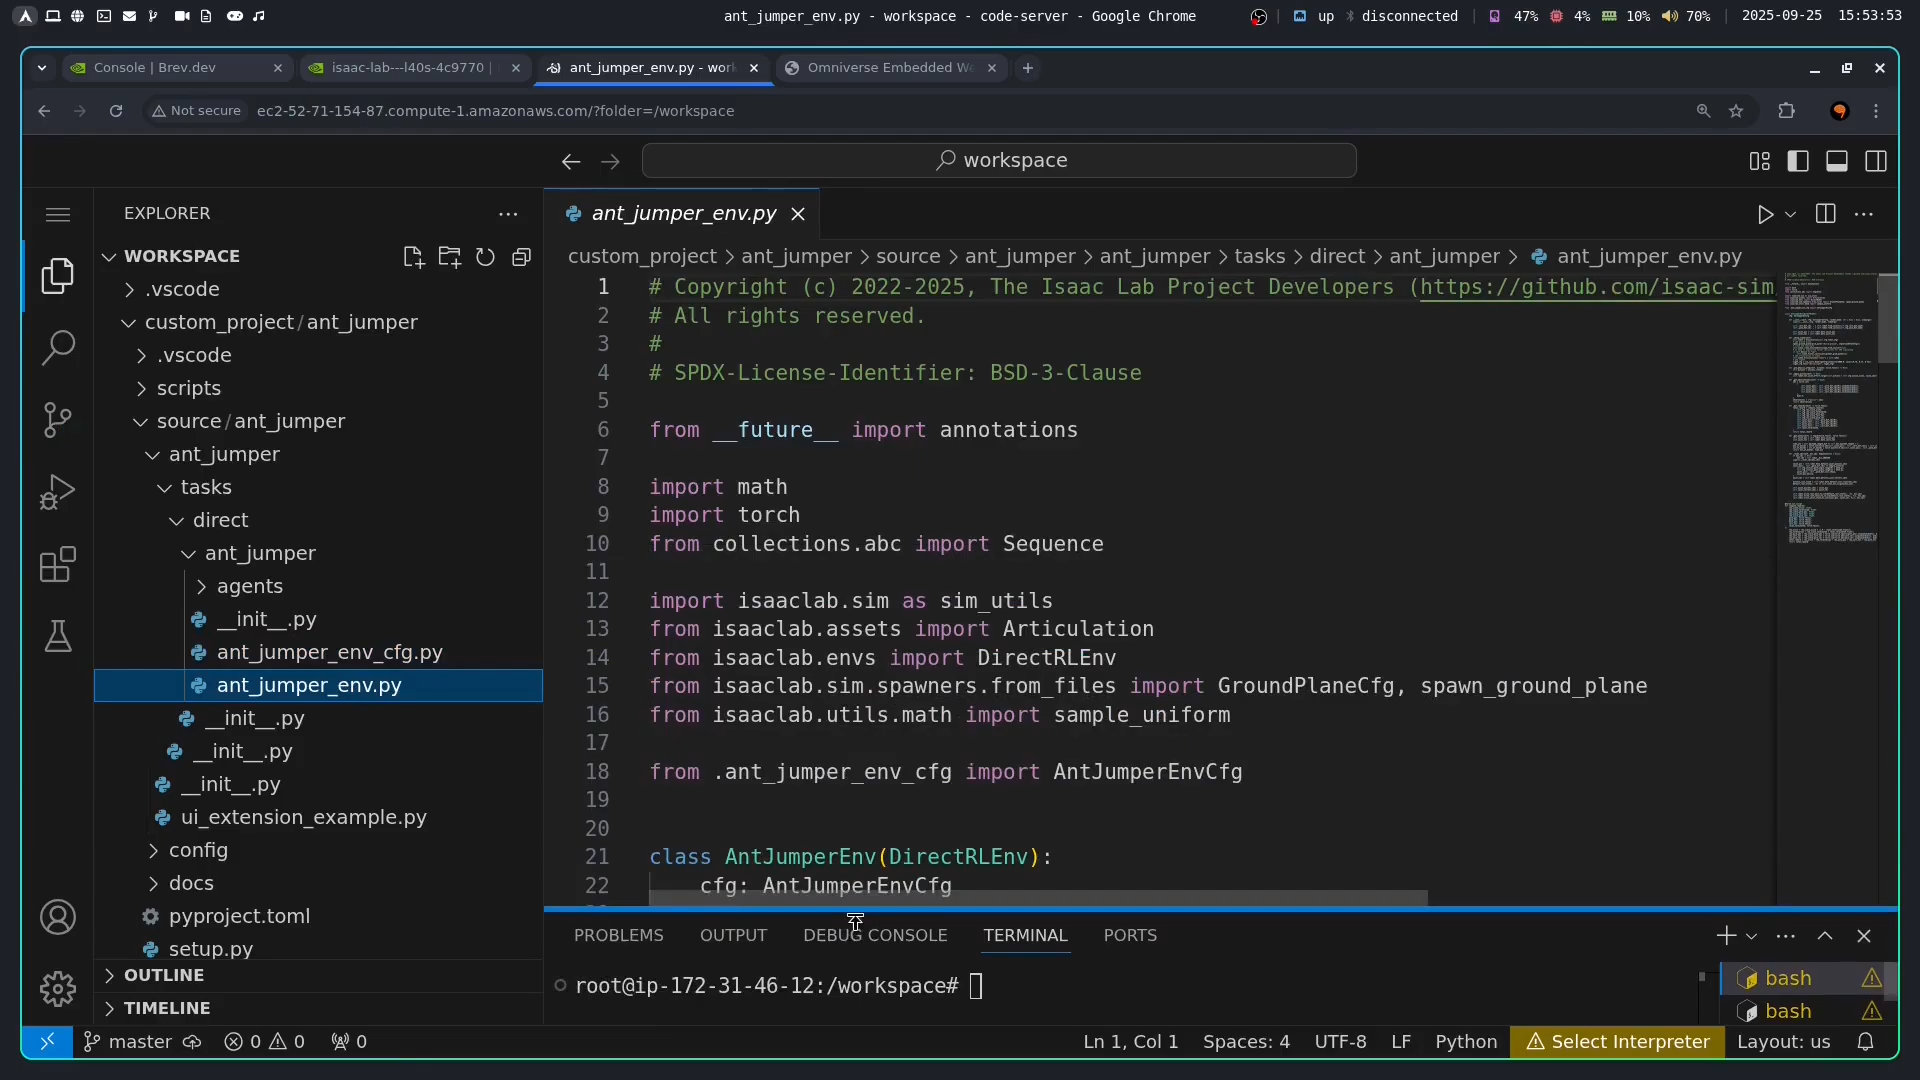 ant_jumper_env.py - workspace - code-server - Google Chrome
up disconnected 47% 4% 10% 70% 2025-09-25 15:53:53
Console | Brev.dev
isaac-lab---l40s-4c9770 |
ant_jumper_env.py - wor
Omniverse Embedded We
Not secure ec2-52-71-154-87.compute-1.amazonaws.com/?folder=/workspace
workspace
EXPLORER
WORKSPACE
.vscode
custom_project/ant_jumper
.vscode
scripts
source/ant_jumper
ant_jumper
tasks
direct
ant_jumper
agents
__init__.py
ant_jumper_env_cfg.py
ant_jumper_env.py
__init__.py
__init__.py
__init__.py
ui_extension_example.py
config
docs
pyproject.toml
setup.py
OUTLINE
TIMELINE
ant_jumper_env.py
custom_project > ant_jumper > source > ant_jumper > ant_jumper > tasks > direct > ant_jumper > ant_jumper_env.py
1 # Copyright (c) 2022-2025, The Isaac Lab Project Developers (https://github.com/isaac-sim
2 # All rights reserved.
3 #
4 # SPDX-License-Identifier: BSD-3-Clause
5
6 from __future__ import annotations
7
8 import math
9 import torch
10 from collections.abc import Sequence
11
12 import isaaclab.sim as sim_utils
13 from isaaclab.assets import Articulation
14 from isaaclab.envs import DirectRLEnv
15 from isaaclab.sim.spawners.from_files import GroundPlaneCfg, spawn_ground_plane
16 from isaaclab.utils.math import sample_uniform
17
18 from .ant_jumper_env_cfg import AntJumperEnvCfg
19
20
21 class AntJumperEnv(DirectRLEnv):
22 cfg: AntJumperEnvCfg
PROBLEMS OUTPUT DEBUG CONSOLE TERMINAL PORTS
root@ip-172-31-46-12:/workspace#
bash
bash
master 0 0 0
Ln 1, Col 1 Spaces: 4 UTF-8 LF Python Select Interpreter Layout: us